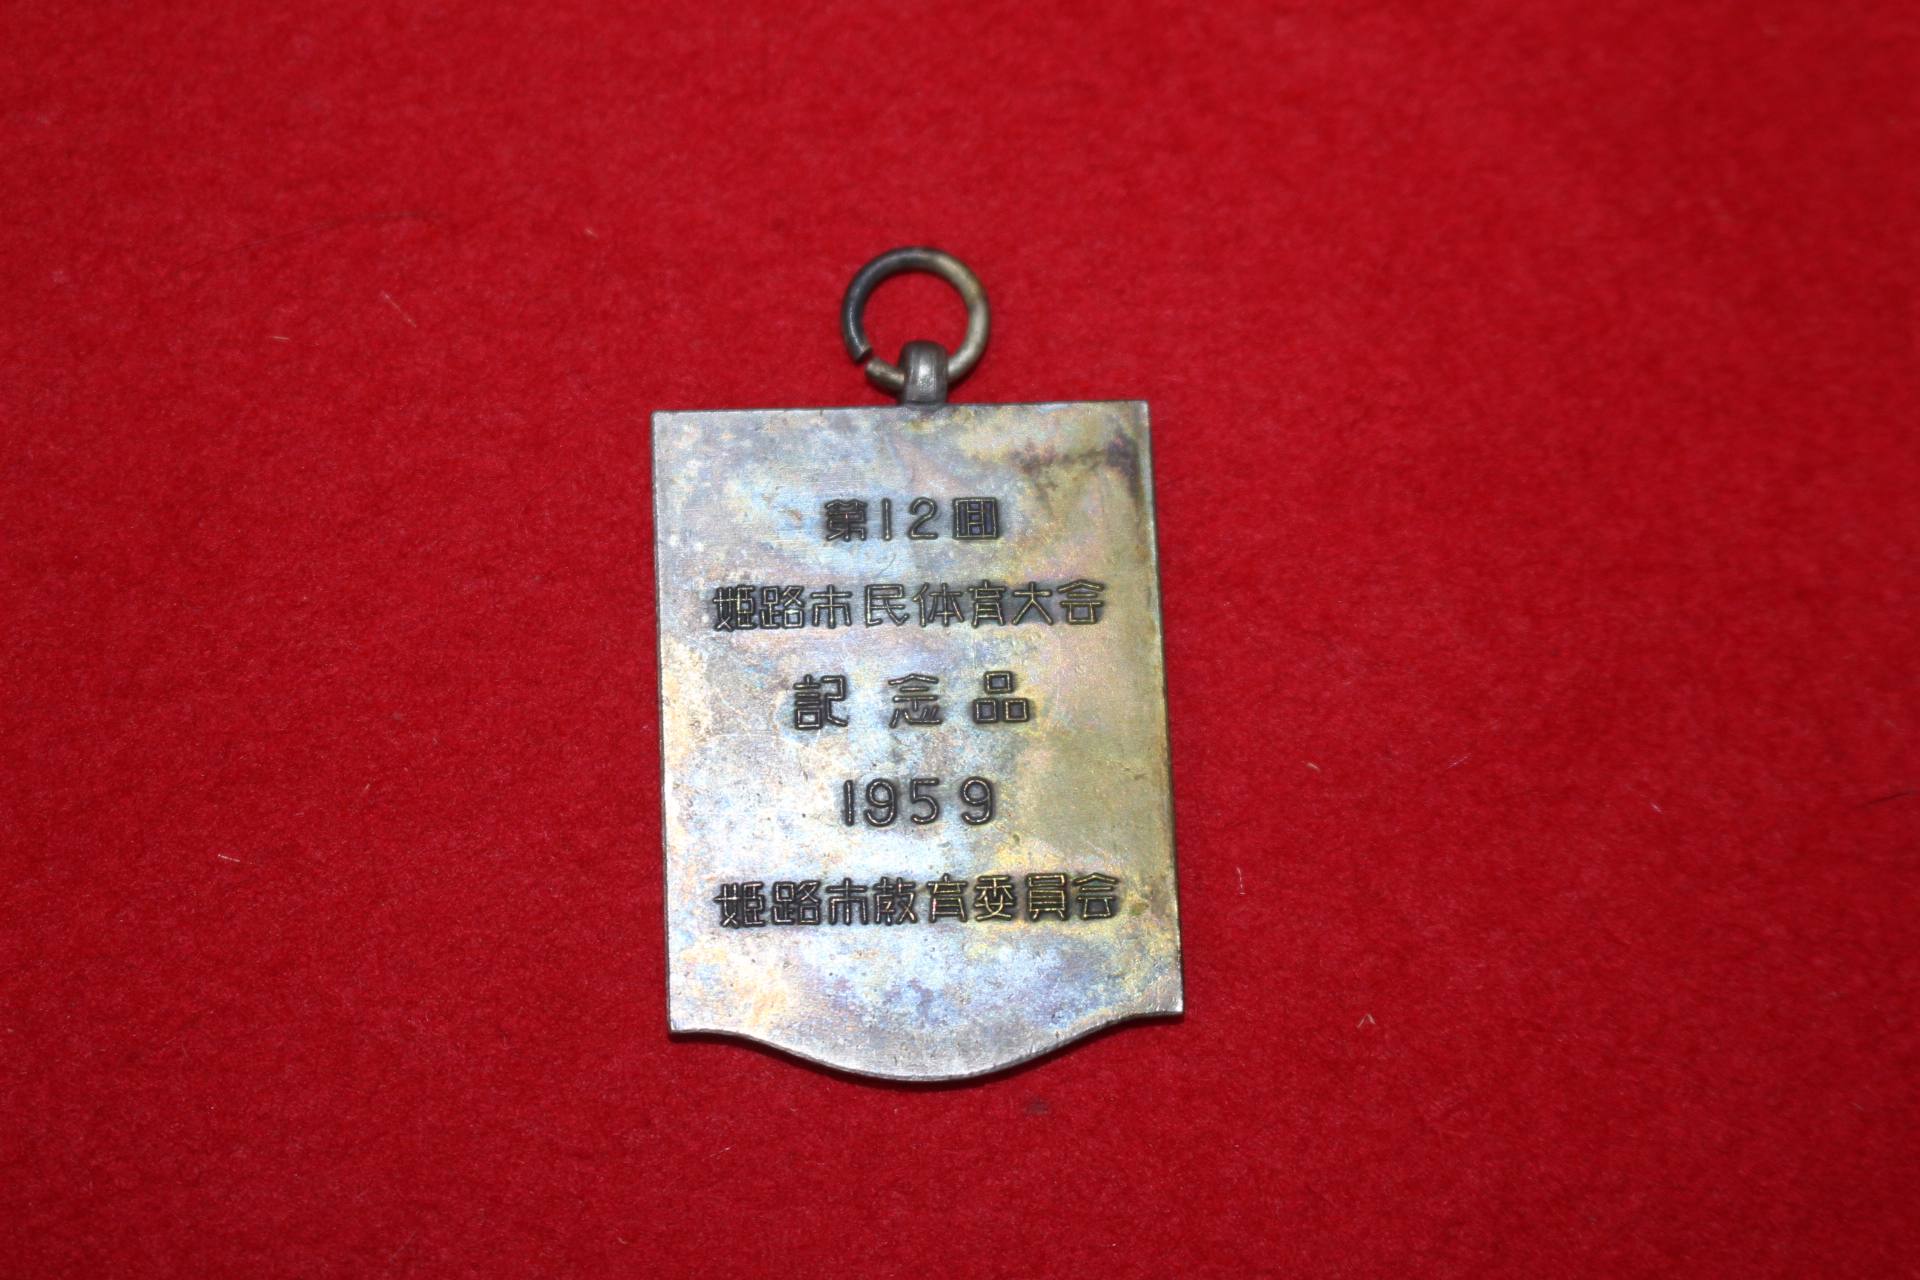 第12回
姫路市民体育大会
記念品
1959
姫路市教育委員会